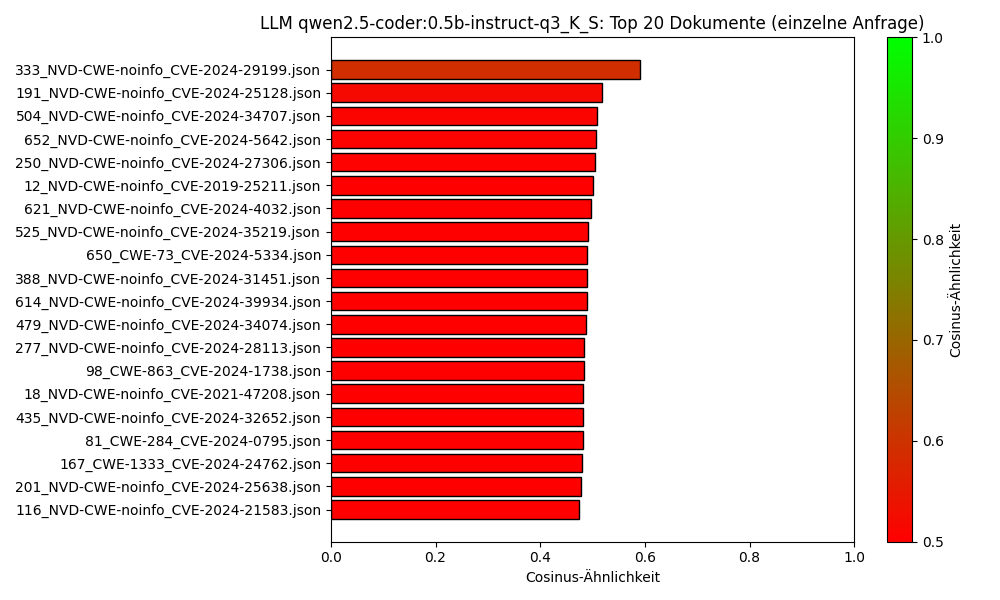 LLM qwen2.5-coder:0.5b-instruct-q3_K_S: Top 20 Dokumente (einzelne Anfrage)
333_NVD-CWE-noinfo_CVE-2024-29199.json
191_NVD-CWE-noinfo_CVE-2024-25128.json
504_NVD-CWE-noinfo_CVE-2024-34707.json
652_NVD-CWE-noinfo_CVE-2024-5642.json
250_NVD-CWE-noinfo_CVE-2024-27306.json
12_NVD-CWE-noinfo_CVE-2019-25211.json
621_NVD-CWE-noinfo_CVE-2024-4032.json
525_NVD-CWE-noinfo_CVE-2024-35219.json
650_CWE-73_CVE-2024-5334.json
388_NVD-CWE-noinfo_CVE-2024-31451.json
614_NVD-CWE-noinfo_CVE-2024-39934.json
479_NVD-CWE-noinfo_CVE-2024-34074.json
277_NVD-CWE-noinfo_CVE-2024-28113.json
98_CWE-863_CVE-2024-1738.json
18_NVD-CWE-noinfo_CVE-2021-47208.json
435_NVD-CWE-noinfo_CVE-2024-32652.json
81_CWE-284_CVE-2024-0795.json
167_CWE-1333_CVE-2024-24762.json
201_NVD-CWE-noinfo_CVE-2024-25638.json
116_NVD-CWE-noinfo_CVE-2024-21583.json
0.0 0.2 0.4 0.6 0.8 1.0
Cosinus-Ähnlichkeit
1.0
0.9
0.8
0.7
0.6
0.5
Cosinus-Ähnlichkeit